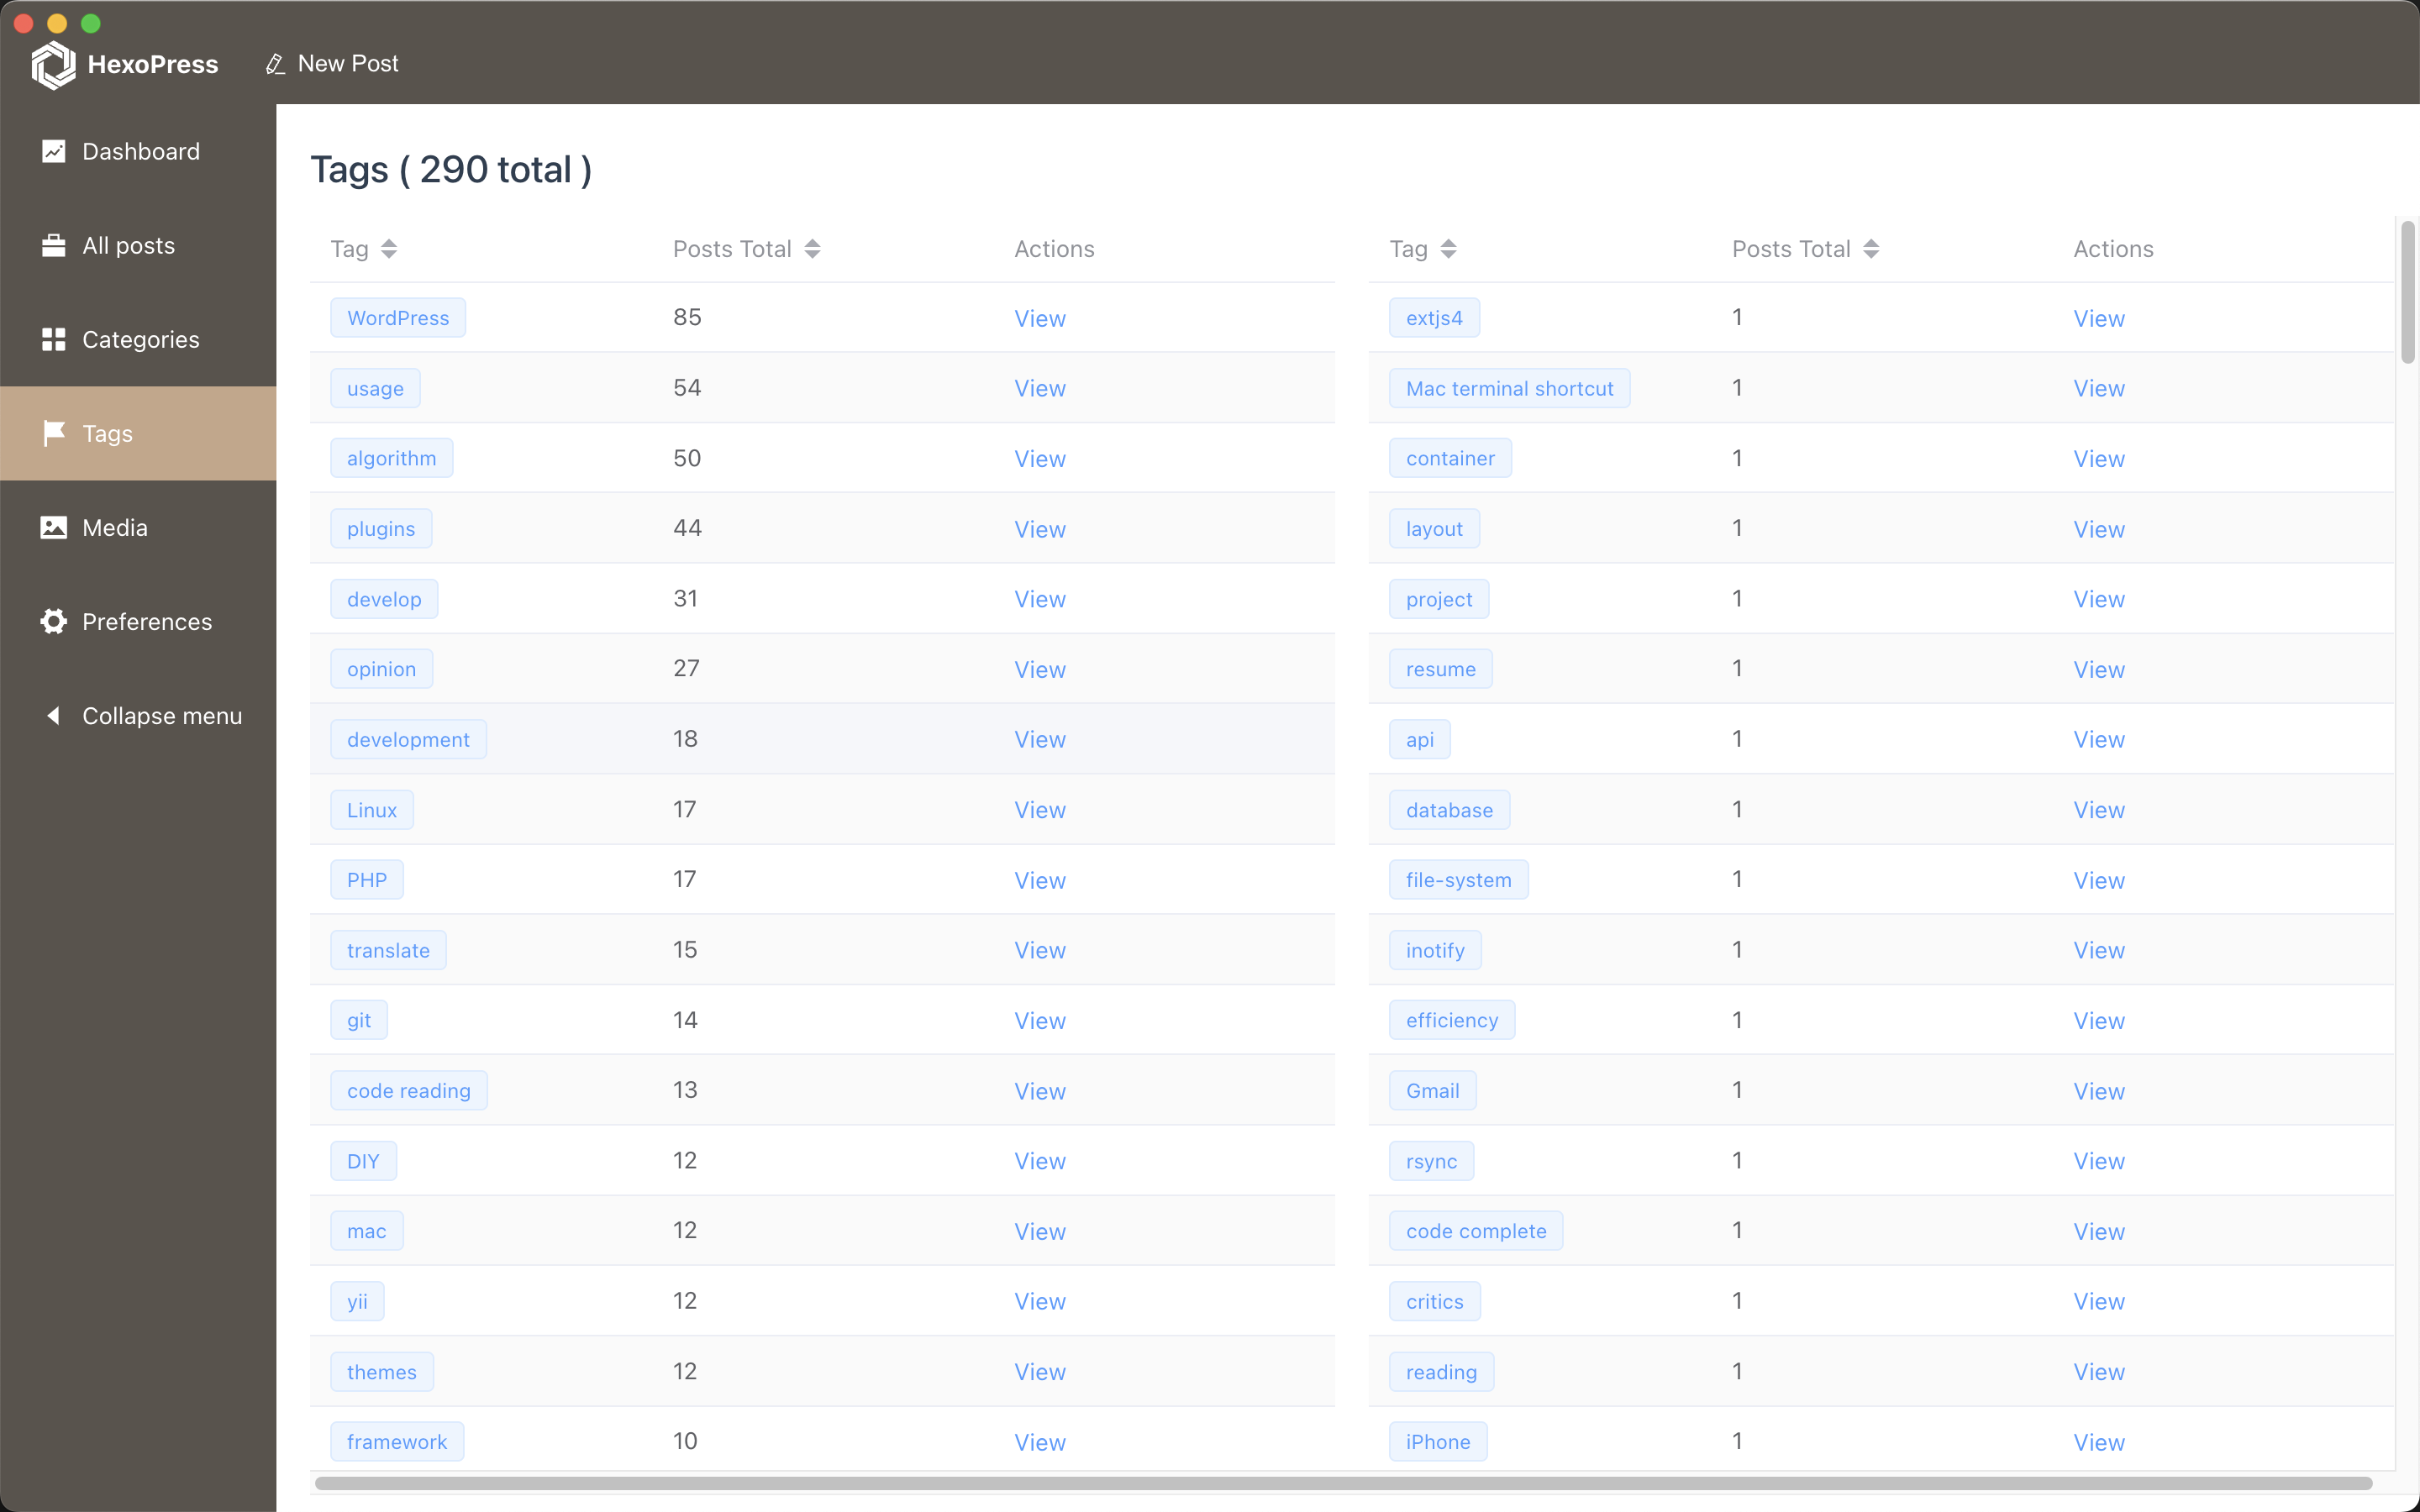 HexoPress New Post
Dashboard
All posts
Categories
Tags
Media
Preferences
Collapse menu
Tags ( 290 total )
Tag Posts Total Actions Tag Posts Total Actions
WordPress 85 View extjs4 1 View
usage 54 View Mac terminal shortcut 1 View
algorithm 50 View container 1 View
plugins 44 View layout 1 View
develop 31 View project 1 View
opinion 27 View resume 1 View
development 18 View api 1 View
Linux 17 View database 1 View
PHP 17 View file-system 1 View
translate 15 View inotify 1 View
git 14 View efficiency 1 View
code reading 13 View Gmail 1 View
DIY 12 View rsync 1 View
mac 12 View code complete 1 View
yii 12 View critics 1 View
themes 12 View reading 1 View
framework 10 View iPhone 1 View